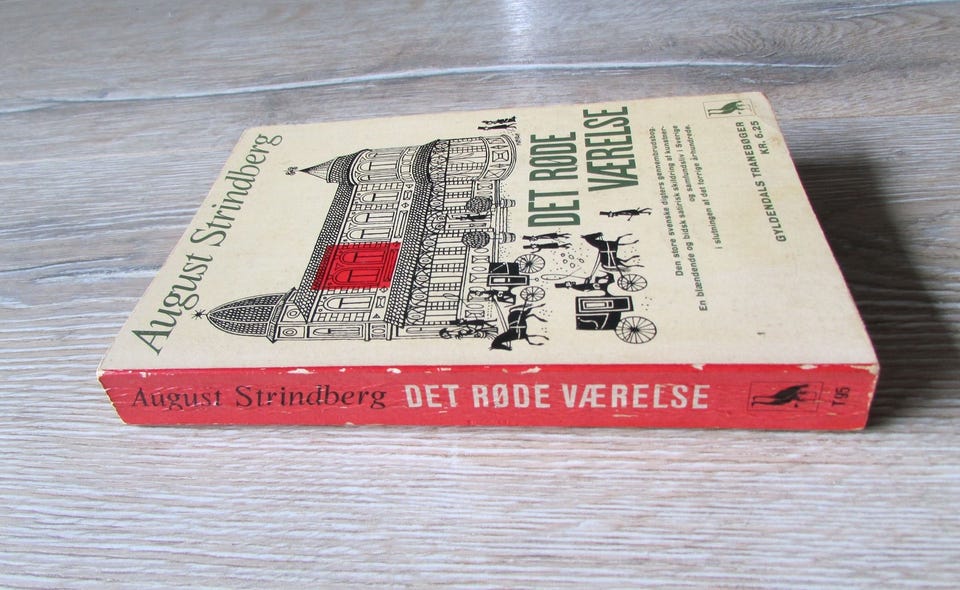 August Strindberg
DET RØDE
VÆRELSE
Den store svenske digters gennembrudsbog.
En blændende og bidsk satirisk skildring af kunstner-
og samfundsliv i Sverige
i slutningen af det forrige århundrede.
GYLDENDALS TRANEBØGER
KR. 6.25
August Strindberg DET RØDE VÆRELSE
T95